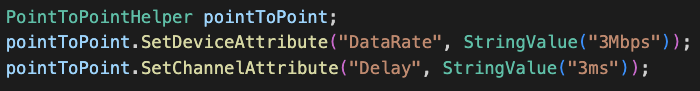 PointToPointHelper pointToPoint;
pointToPoint.SetDeviceAttribute("DataRate", StringValue("3Mbps"));
pointToPoint.SetChannelAttribute("Delay", StringValue("3ms"));